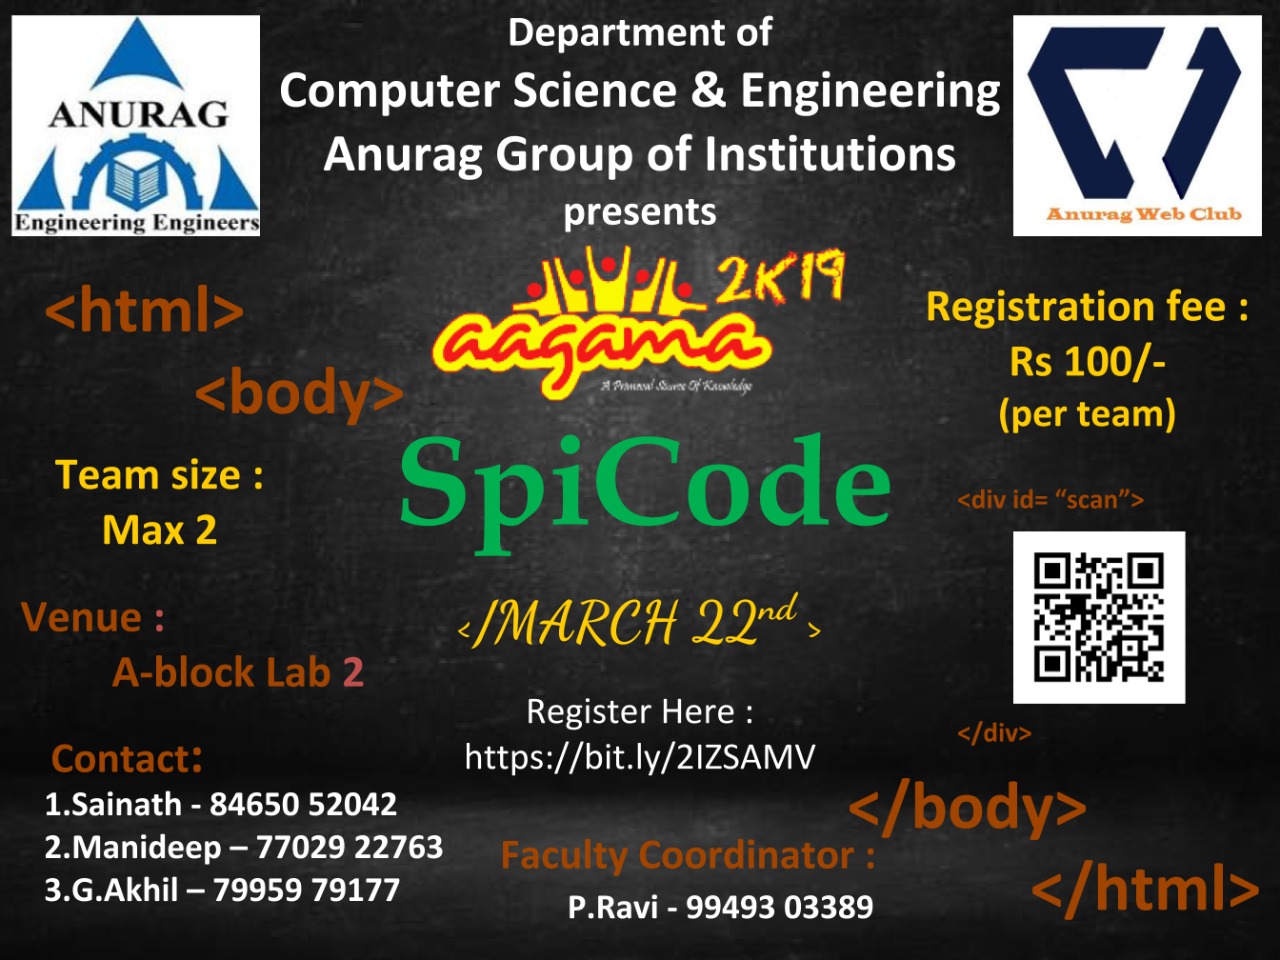 Department of
Computer Science & Engineering
Anurag Group of Institutions
presents
ANURAG
Engineering Engineers
Anurag Web Club
aagama 2K19
A Primeval Source Of Knowledge
<html>
<body>
Registration fee :
Rs 100/-
(per team)
SpiCode
Team size :
Max 2
<div id= “scan”>
</MARCH 22nd >
Venue :
A-block Lab 2
Register Here :
https://bit.ly/2IZSAMV
</div>
Contact:
1.Sainath - 84650 52042
2.Manideep – 77029 22763
3.G.Akhil – 79959 79177
Faculty Coordinator :
P.Ravi - 99493 03389
</body>
</html>